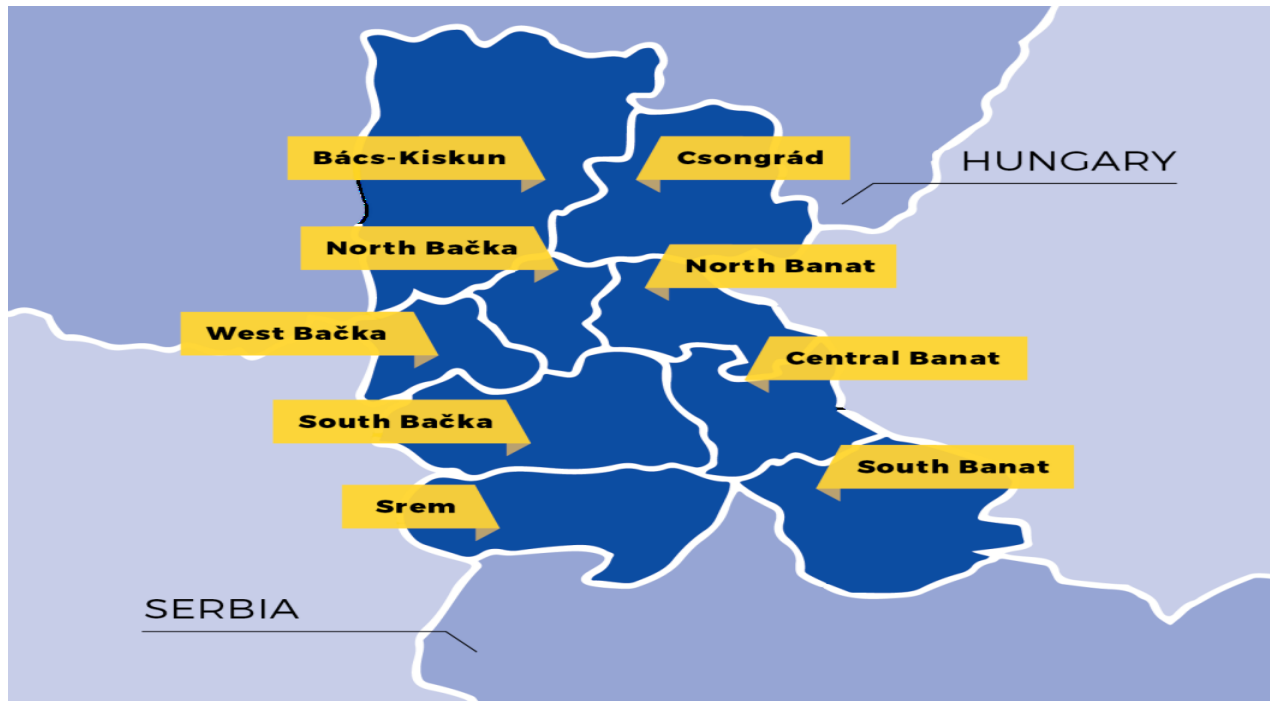 Bács-Kiskun
Csongrád
HUNGARY
North Bačka
North Banat
West Bačka
Central Banat
South Bačka
South Banat
Srem
SERBIA